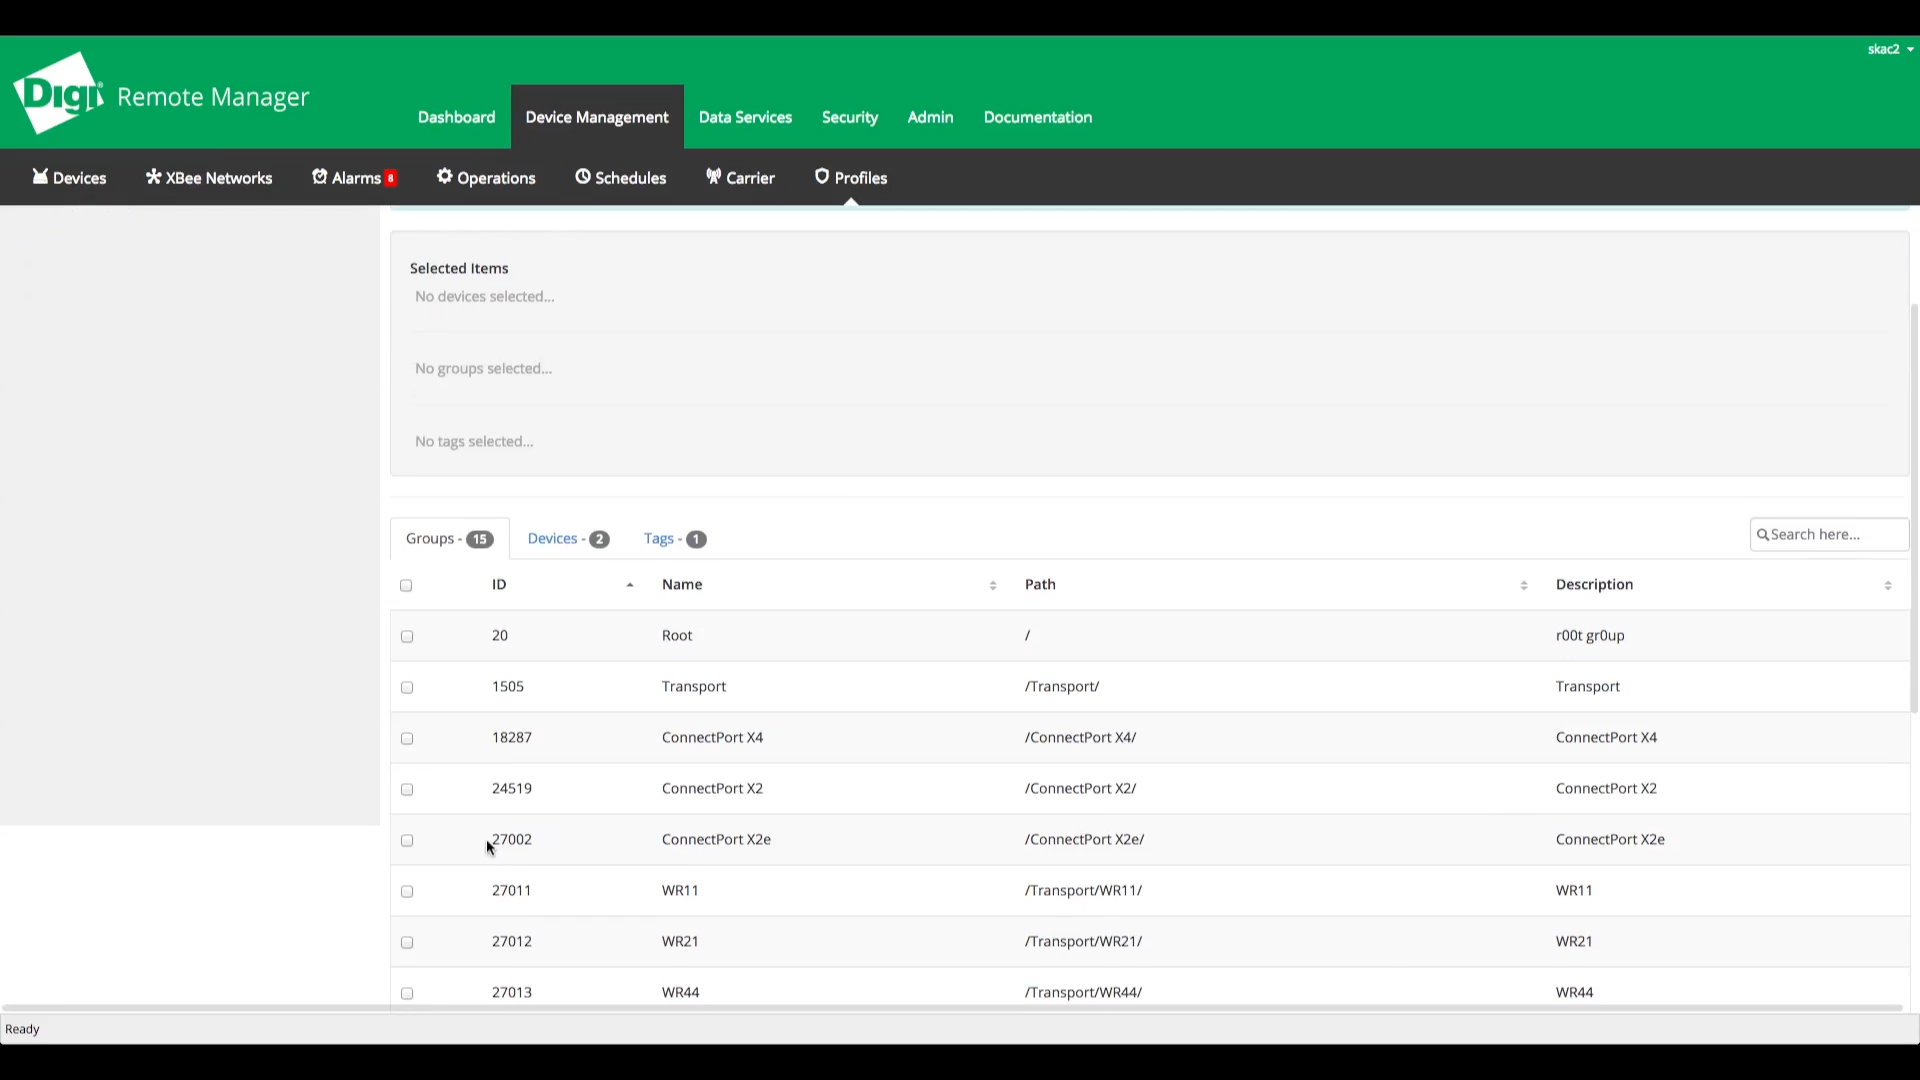 skac2
Digi Remote Manager
Dashboard Device Management Data Services Security Admin Documentation
Devices XBee Networks Alarms 8 Operations Schedules Carrier Profiles
Selected Items
No devices selected...
No groups selected...
No tags selected...
Groups - 15 Devices - 2 Tags - 1 Search here...
ID Name Path Description
20 Root / r00t gr0up
1505 Transport /Transport/ Transport
18287 ConnectPort X4 /ConnectPort X4/ ConnectPort X4
24519 ConnectPort X2 /ConnectPort X2/ ConnectPort X2
27002 ConnectPort X2e /ConnectPort X2e/ ConnectPort X2e
27011 WR11 /Transport/WR11/ WR11
27012 WR21 /Transport/WR21/ WR21
27013 WR44 /Transport/WR44/ WR44
Ready